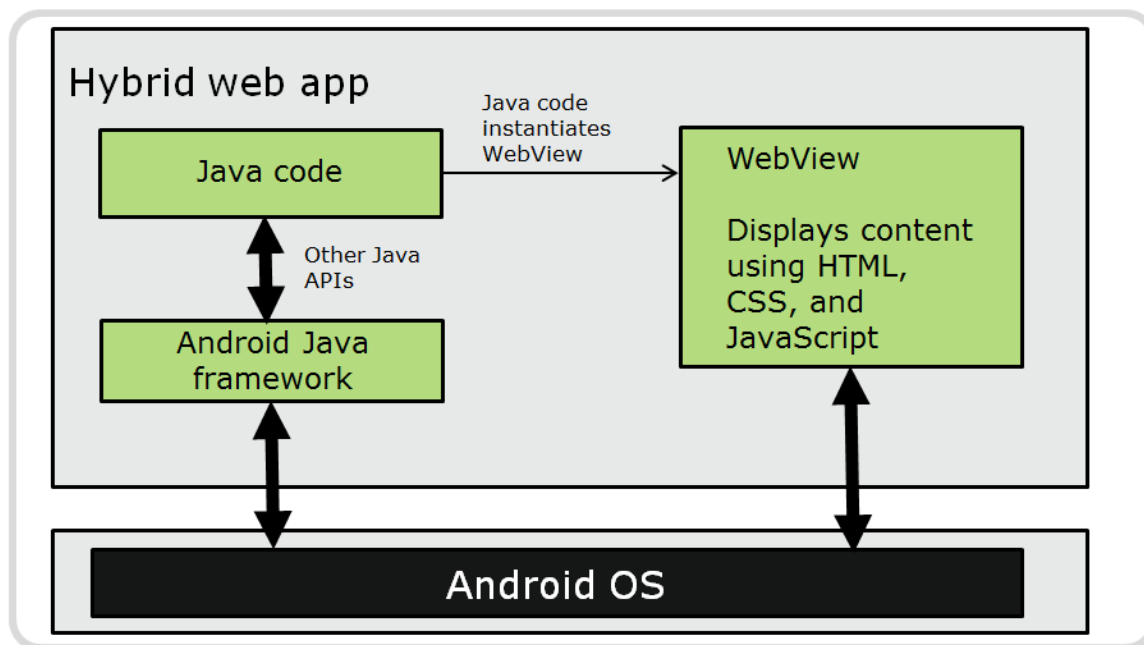 Hybrid web app
Java code
instantiates
WebView
Java code
WebView
Displays content
using HTML,
CSS, and
JavaScript
Other Java
APIs
Android Java
framework
Android OS